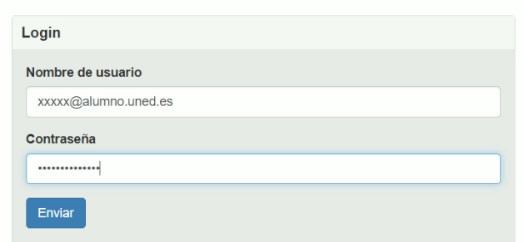 Login
Nombre de usuario
xxxxx@alumno.uned.es
Contraseña
••••••••••••••
Enviar